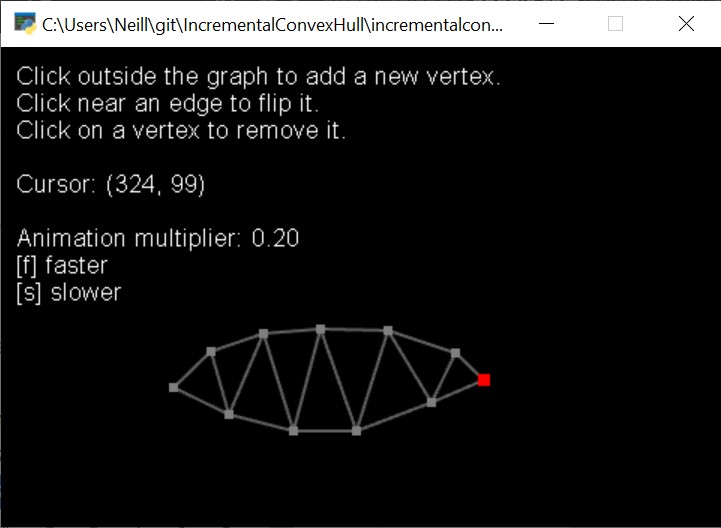 C:\Users\Neill\git\IncrementalConvexHull\incrementalcon...
Click outside the graph to add a new vertex.
Click near an edge to flip it.
Click on a vertex to remove it.
Cursor: (324, 99)
Animation multiplier: 0.20
[f] faster
[s] slower